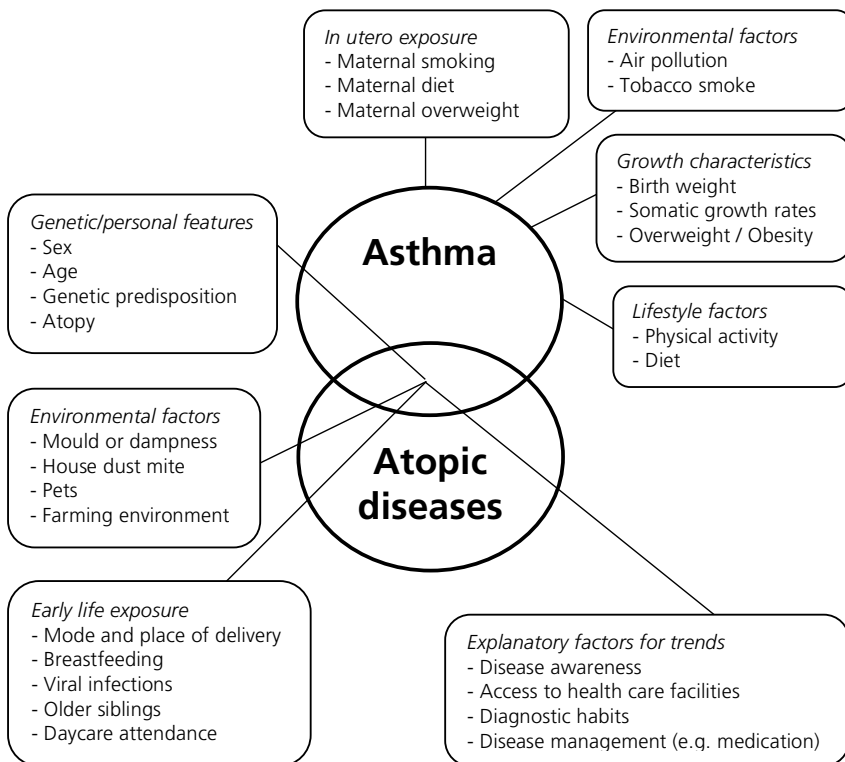 In utero exposure
- Maternal smoking
- Maternal diet
- Maternal overweight
Environmental factors
- Air pollution
- Tobacco smoke
Growth characteristics
- Birth weight
- Somatic growth rates
- Overweight / Obesity
Genetic/personal features
- Sex
- Age
- Genetic predisposition
- Atopy
Asthma
Lifestyle factors
- Physical activity
- Diet
Environmental factors
- Mould or dampness
- House dust mite
- Pets
- Farming environment
Atopic
diseases
Early life exposure
- Mode and place of delivery
- Breastfeeding
- Viral infections
- Older siblings
- Daycare attendance
Explanatory factors for trends
- Disease awareness
- Access to health care facilities
- Diagnostic habits
- Disease management (e.g. medication)